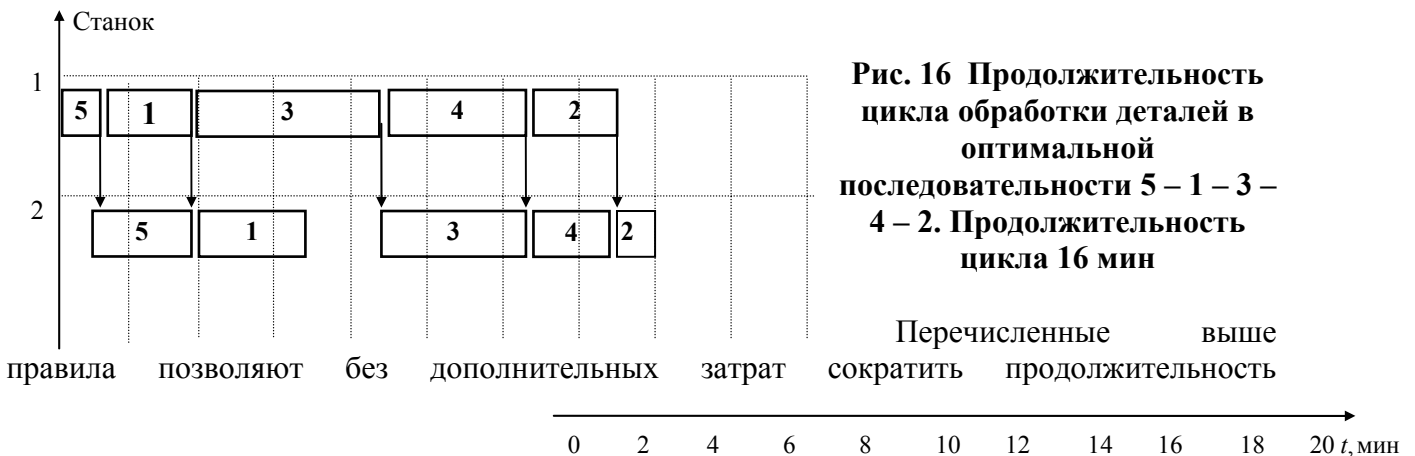 Станок
1
5 1 3 4 2
2
5 1 3 4 2
Рис. 16 Продолжительность
цикла обработки деталей в
оптимальной
последовательности 5 – 1 – 3 –
4 – 2. Продолжительность
цикла 16 мин
Перечисленные выше
правила позволяют без дополнительных затрат сократить продолжительность
0 2 4 6 8 10 12 14 16 18 20 t, мин